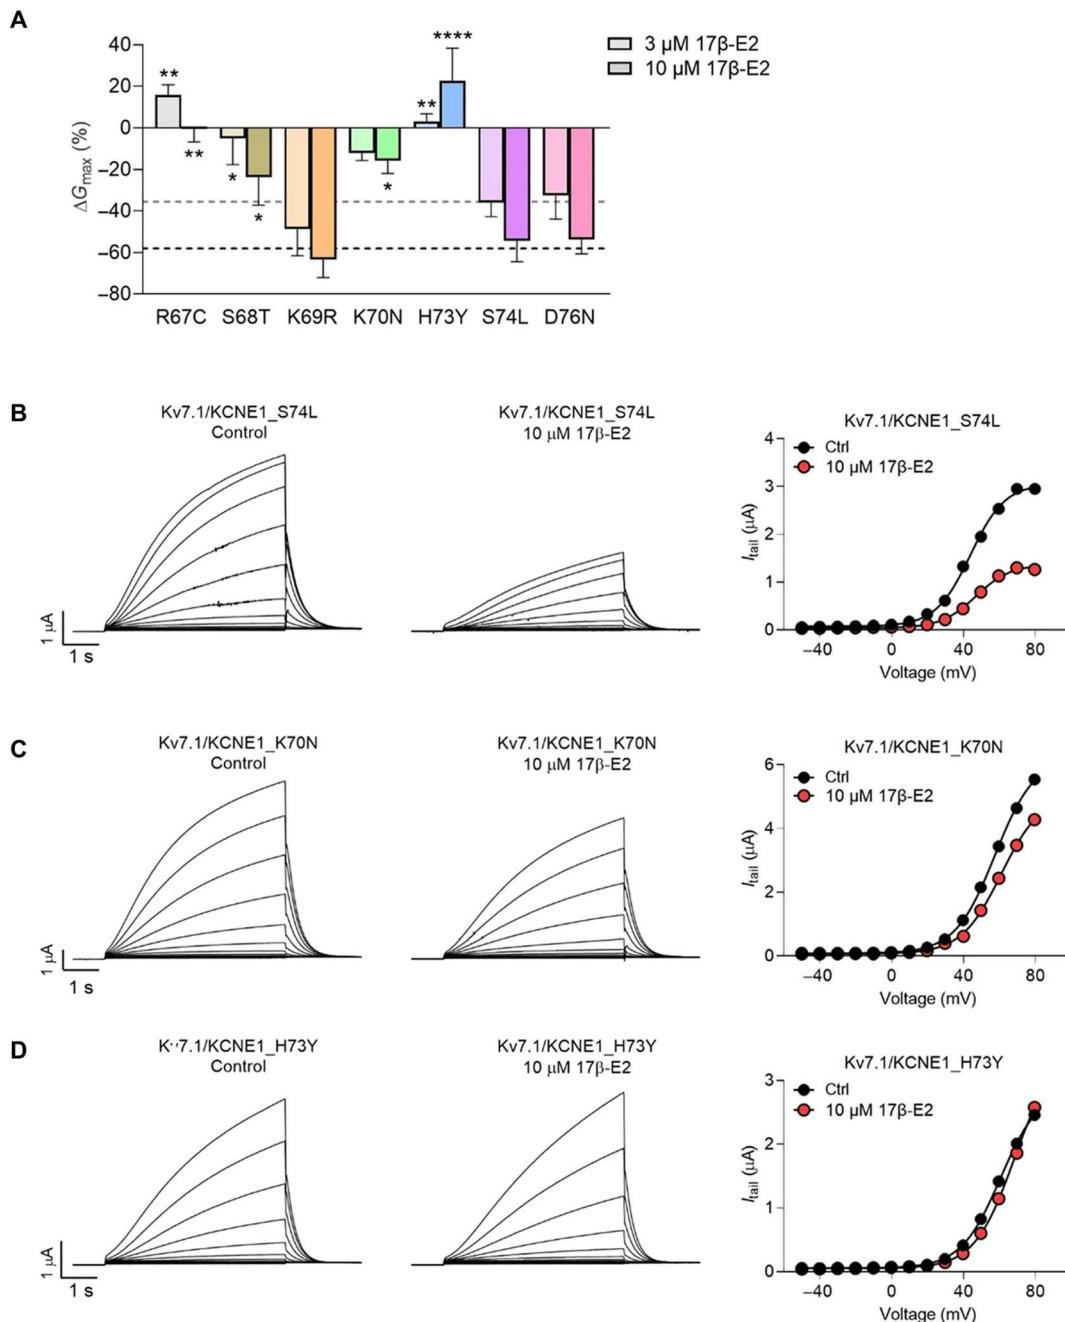 A
40
20
0
–20
–40
–60
–80
ΔGmax (%)
**
**
*
*
*
**
****
3 µM 17β-E2
10 µM 17β-E2
R67C S68T K69R K70N H73Y S74L D76N
B
Kv7.1/KCNE1_S74L
Control
1 µA
1 s
Kv7.1/KCNE1_S74L
10 µM 17β-E2
Kv7.1/KCNE1_S74L
Ctrl
10 µM 17β-E2
4
3
2
1
0
Itail (µA)
–40 0 40 80
Voltage (mV)
C
Kv7.1/KCNE1_K70N
Control
1 µA
1 s
Kv7.1/KCNE1_K70N
10 µM 17β-E2
Kv7.1/KCNE1_K70N
Ctrl
10 µM 17β-E2
6
4
2
0
Itail (µA)
–40 0 40 80
Voltage (mV)
D
Kv7.1/KCNE1_H73Y
Control
1 µA
1 s
Kv7.1/KCNE1_H73Y
10 µM 17β-E2
Kv7.1/KCNE1_H73Y
Ctrl
10 µM 17β-E2
3
2
1
0
Itail (µA)
–40 0 40 80
Voltage (mV)